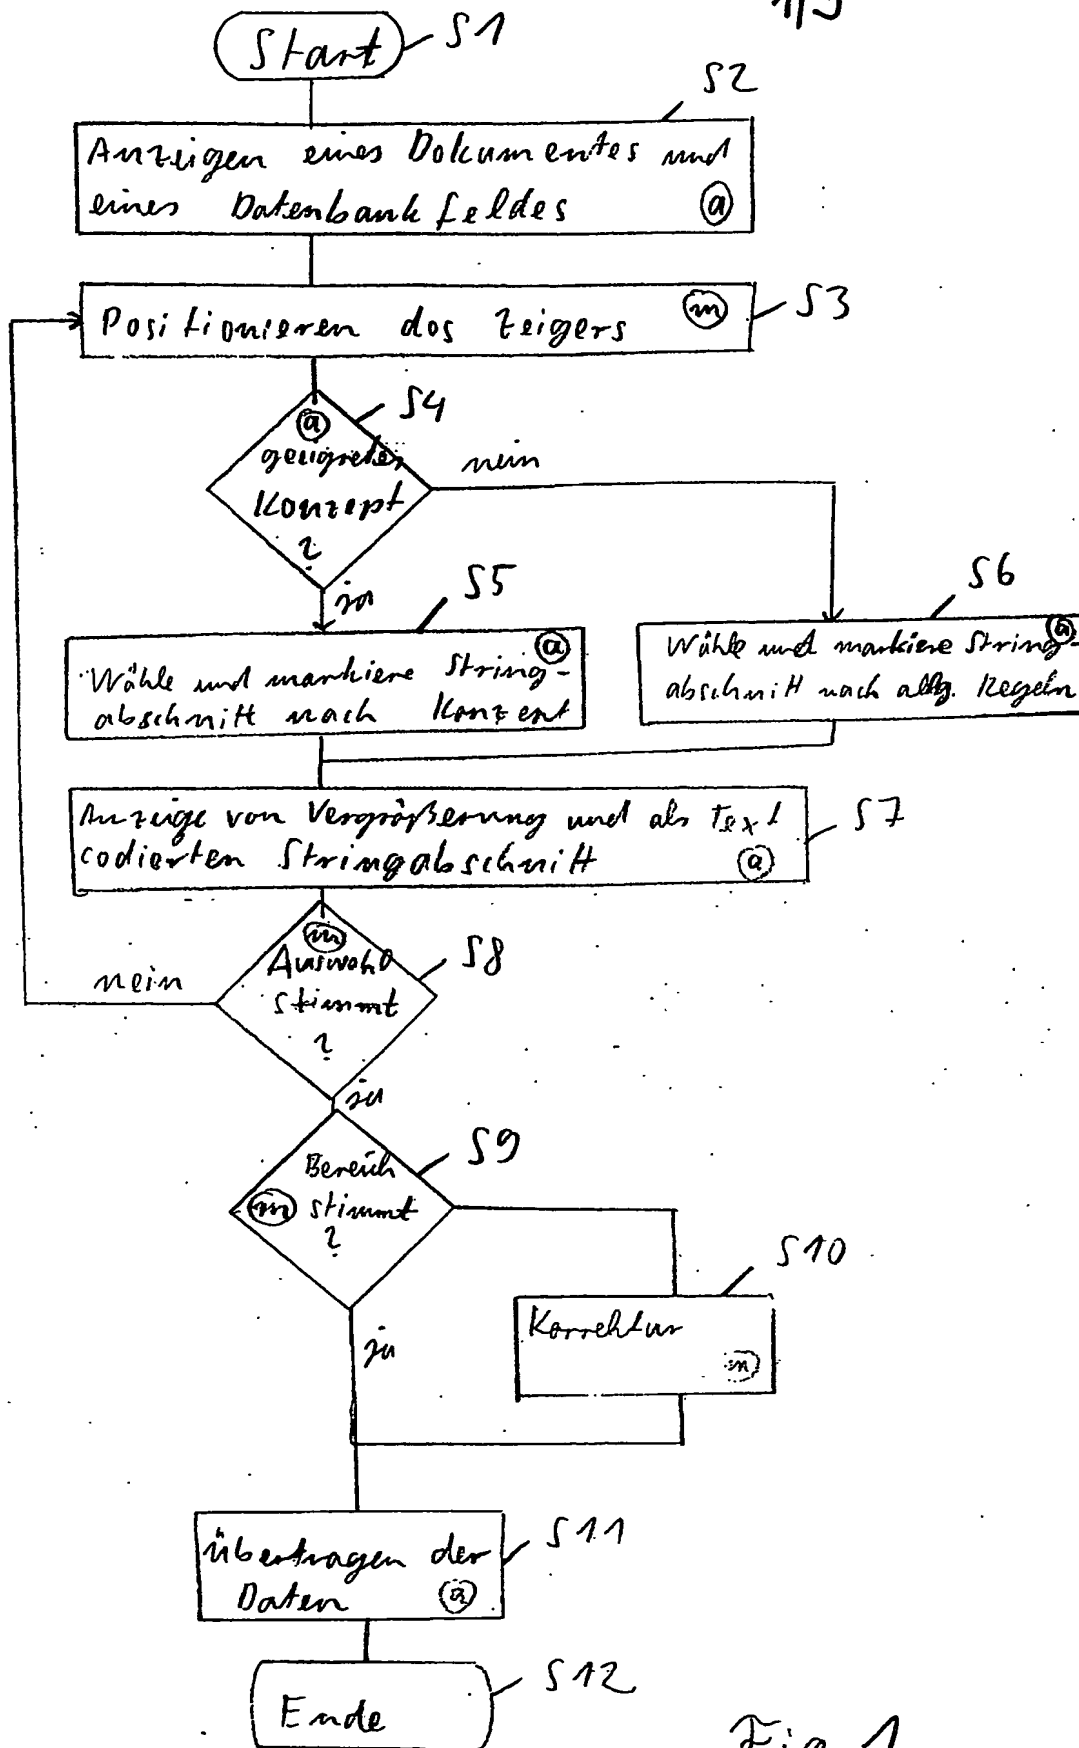 1/5
Start S1
S2
Anzeigen eines Dokumentes und
eines Datenbankfeldes a
Positionieren des Zeigers m S3
S4
a
geeignetes
Konzept
?
nein
ja
S5
Wähle und markiere String- a
abschnitt nach Konzept
S6
Wähle und markiere String- a
abschnitt nach allg. Regeln
Anzeige von Vergrößerung und als Text S7
codierten Stringabschnitt a
m
Auswahl S8
stimmt
?
nein
ja
S9
Bereich
m stimmt
?
ja
S10
Korrektur
m
übertragen der S11
Daten a
Ende S12
Fig 1